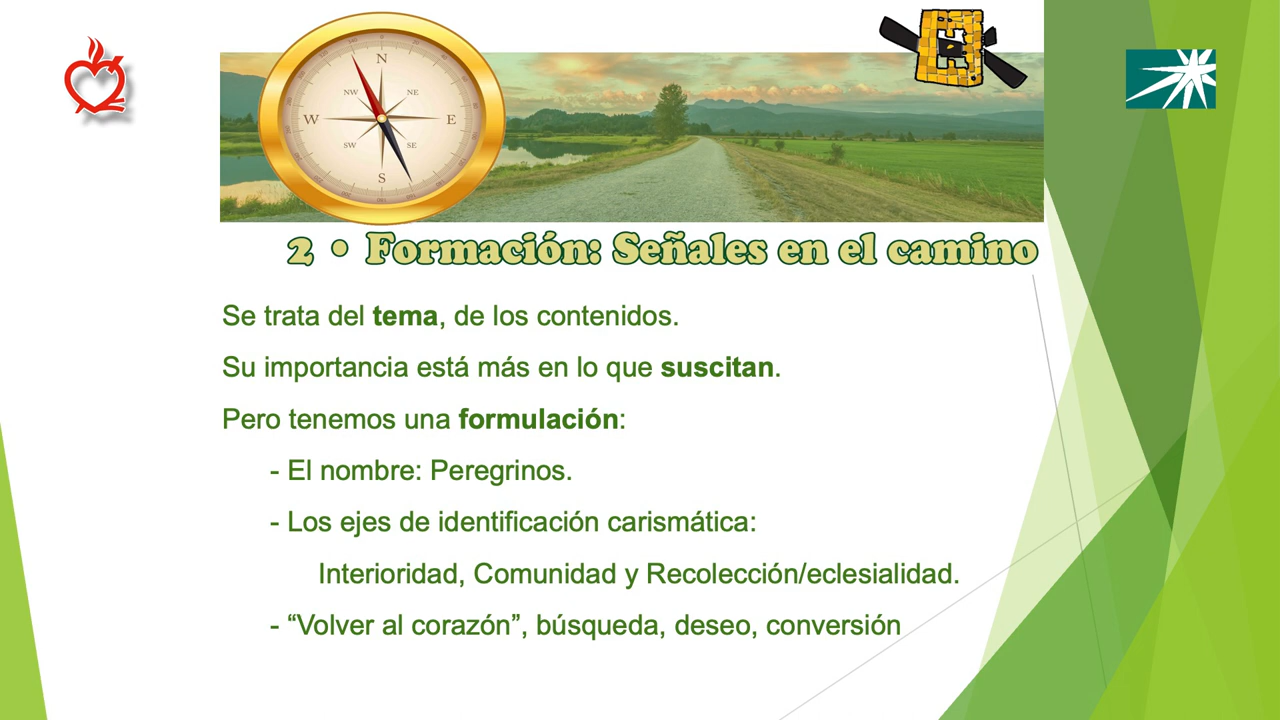 N
NW
NE
W
E
SW
SE
S
2 • Formación: Señales en el camino
Se trata del tema, de los contenidos.
Su importancia está más en lo que suscitan.
Pero tenemos una formulación:
- El nombre: Peregrinos.
- Los ejes de identificación carismática:
Interioridad, Comunidad y Recolección/eclesialidad.
- “Volver al corazón”, búsqueda, deseo, conversión